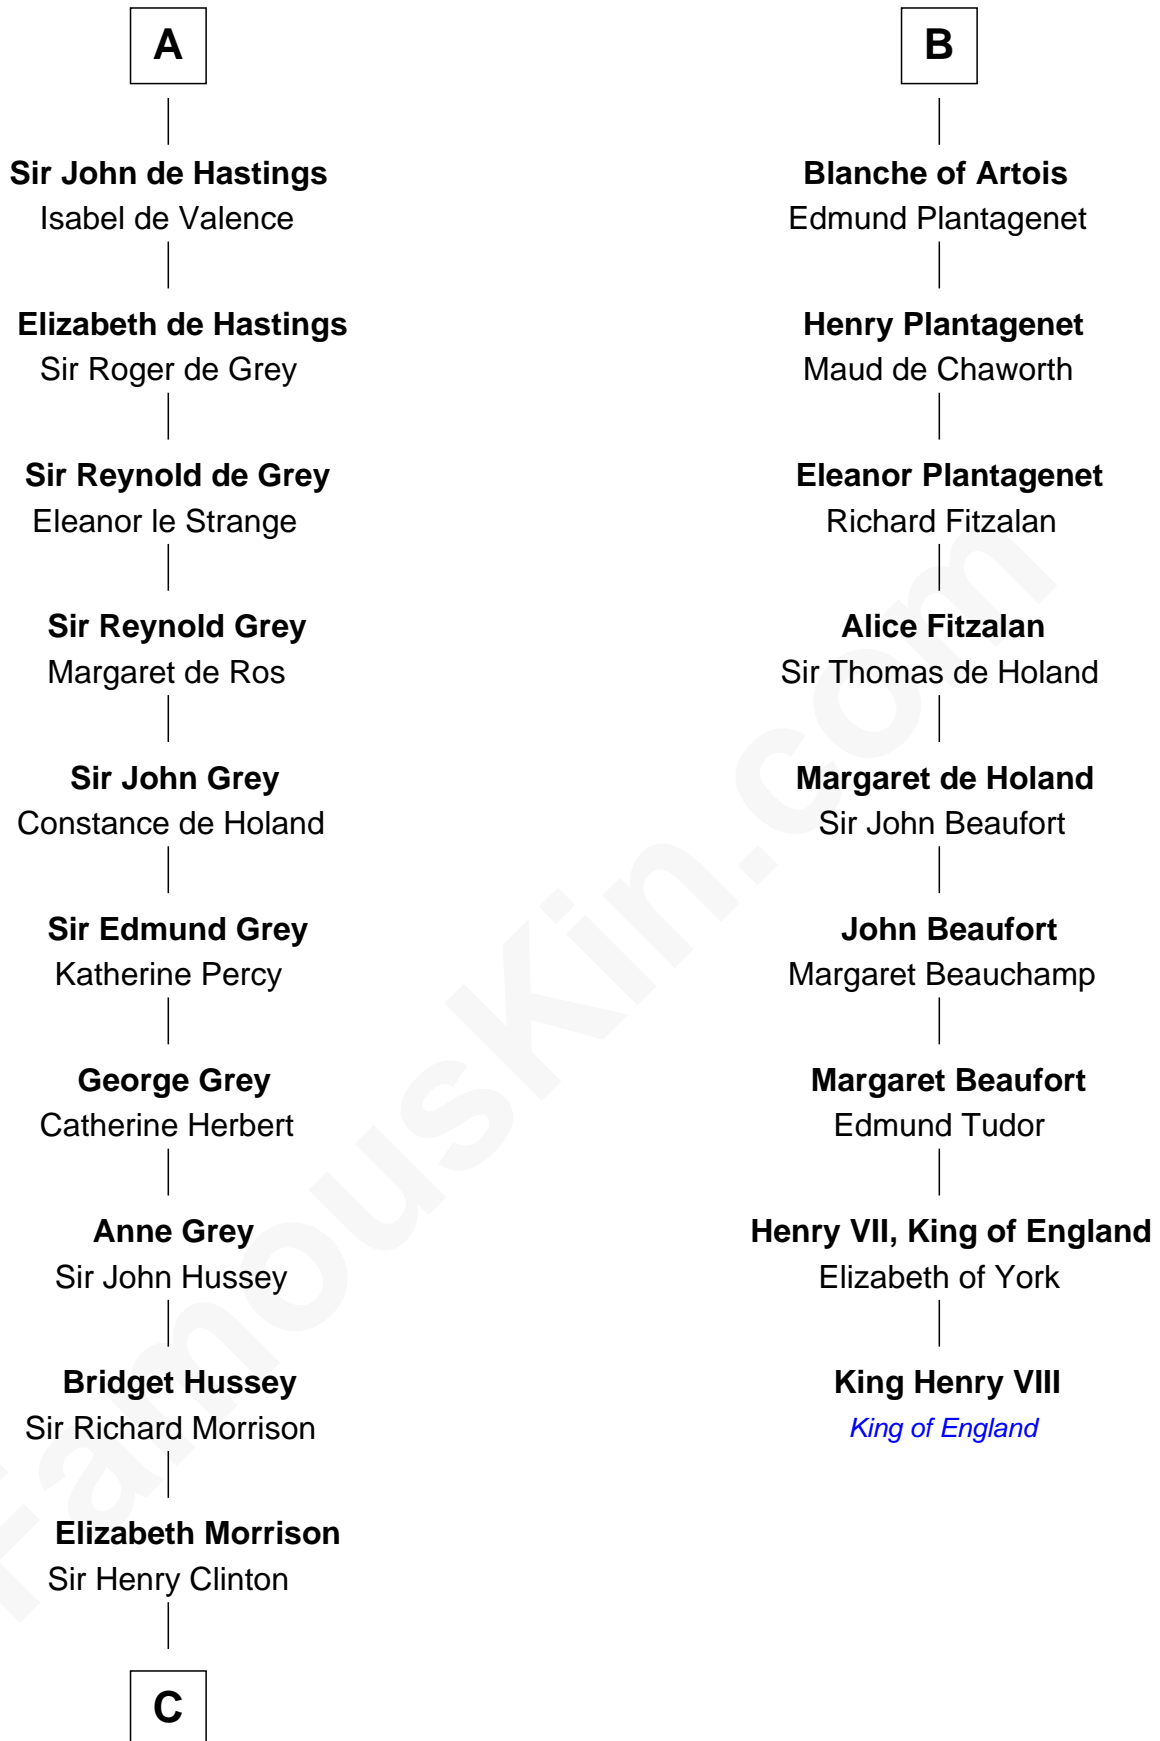 A
Sir John de Hastings
Isabel de Valence
Elizabeth de Hastings
Sir Roger de Grey
Sir Reynold de Grey
Eleanor le Strange
Sir Reynold Grey
Margaret de Ros
Sir John Grey
Constance de Holand
Sir Edmund Grey
Katherine Percy
George Grey
Catherine Herbert
Anne Grey
Sir John Hussey
Bridget Hussey
Sir Richard Morrison
Elizabeth Morrison
Sir Henry Clinton
C
B
Blanche of Artois
Edmund Plantagenet
Henry Plantagenet
Maud de Chaworth
Eleanor Plantagenet
Richard Fitzalan
Alice Fitzalan
Sir Thomas de Holand
Margaret de Holand
Sir John Beaufort
John Beaufort
Margaret Beauchamp
Margaret Beaufort
Edmund Tudor
Henry VII, King of England
Elizabeth of York
King Henry VIII
King of England
FamousKin.com